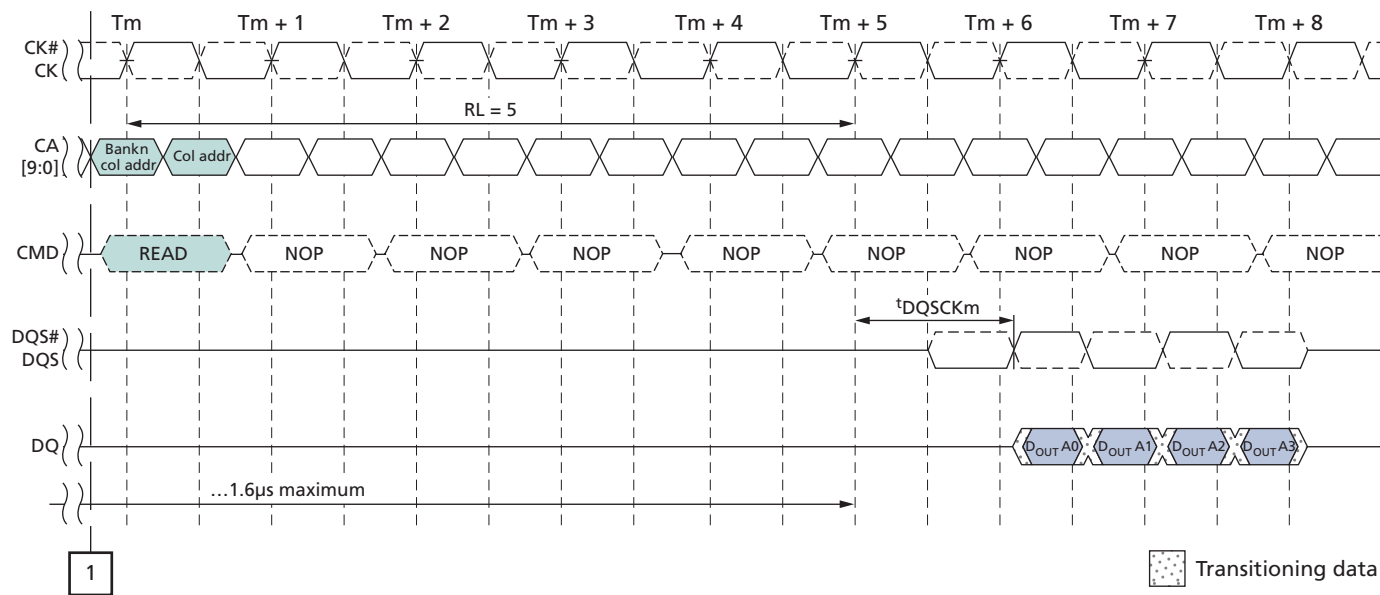 Tm Tm + 1 Tm + 2 Tm + 3 Tm + 4 Tm + 5 Tm + 6 Tm + 7 Tm + 8
CK#
CK
RL = 5
CA
[9:0]
Bankn
col addr
Col addr
CMD
READ NOP NOP NOP NOP NOP NOP NOP NOP
tDQSCKm
DQS#
DQS
DQ
DOUT A0 DOUT A1 DOUT A2 DOUT A3
...1.6μs maximum
1
Transitioning data